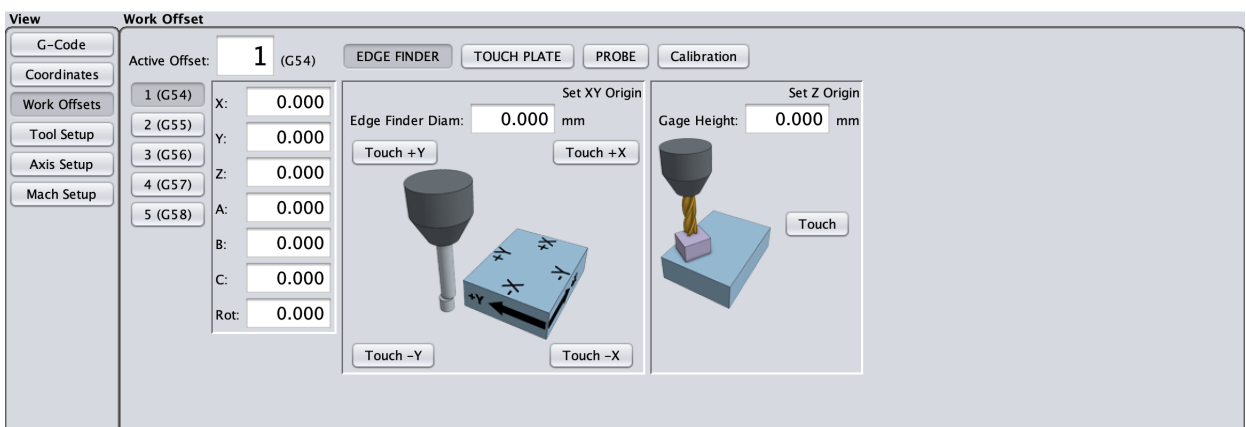 View
Work Offset
G-Code
Coordinates
Work Offsets
Tool Setup
Axis Setup
Mach Setup
Active Offset: 1 (G54)
1 (G54)
2 (G55)
3 (G56)
4 (G57)
5 (G58)
X: 0.000
Y: 0.000
Z: 0.000
A: 0.000
B: 0.000
C: 0.000
Rot: 0.000
EDGE FINDER TOUCH PLATE PROBE Calibration
Set XY Origin
Edge Finder Diam: 0.000 mm
Touch +Y Touch +X
+Y +X
-X -Y
+Y
Touch -Y Touch -X
Set Z Origin
Gage Height: 0.000 mm
Touch